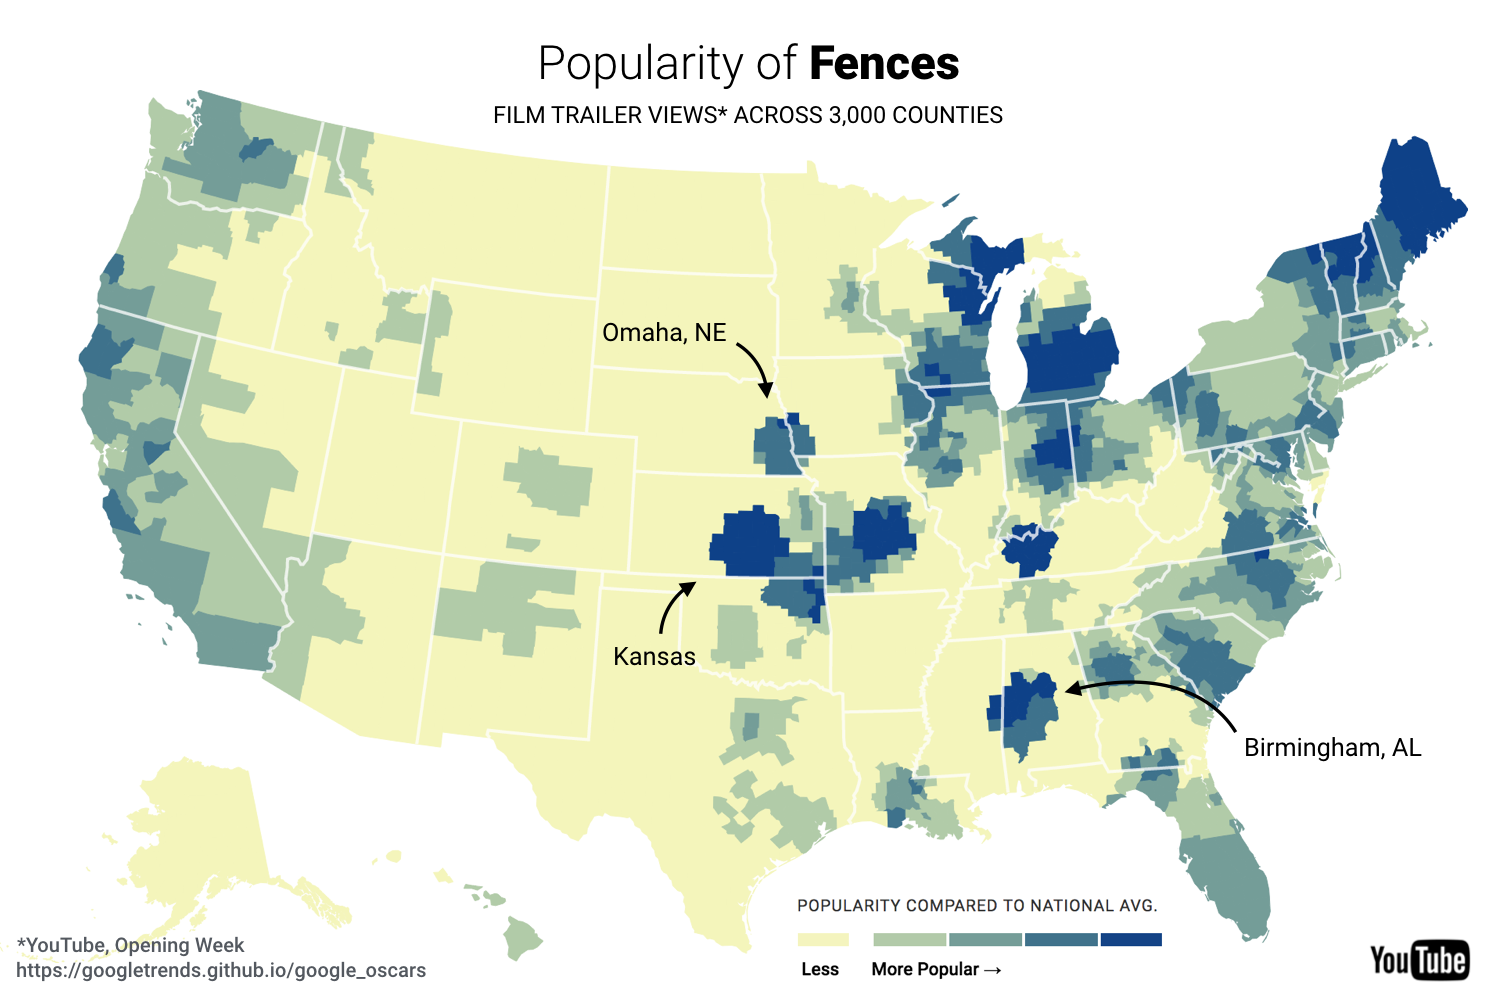 Popularity of Fences
FILM TRAILER VIEWS* ACROSS 3,000 COUNTIES
Omaha, NE
Kansas
Birmingham, AL
POPULARITY COMPARED TO NATIONAL AVG.
Less
More Popular →
*YouTube, Opening Week
https://googletrends.github.io/google_oscars
YouTube